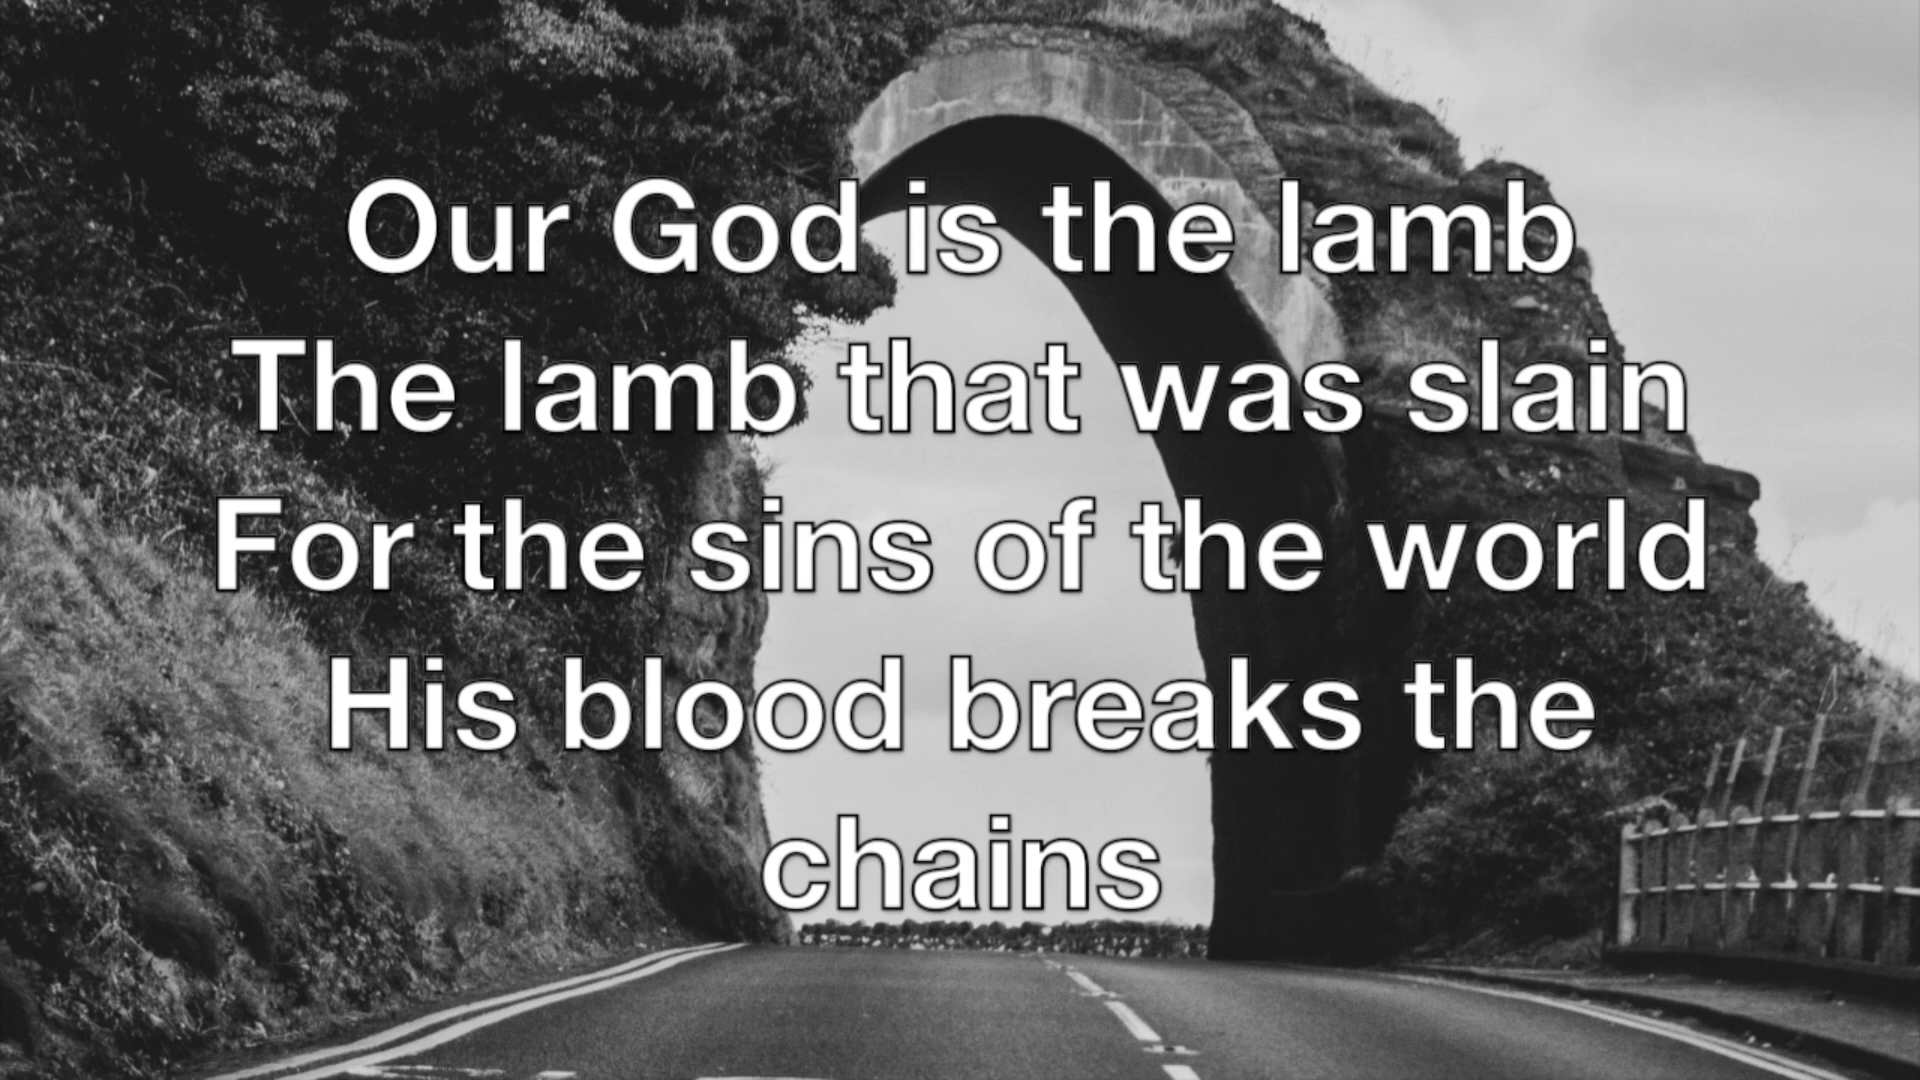 Our God is the lamb
The lamb that was slain
For the sins of the world
His blood breaks the
chains